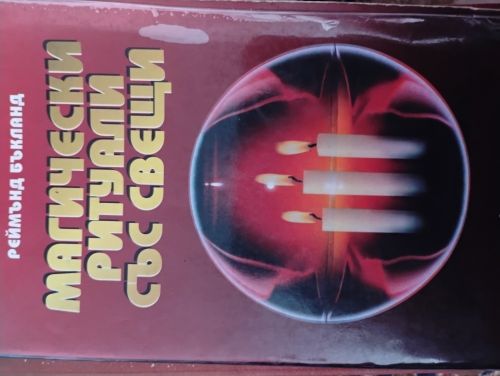 РЕЙМЪНД БЪКЛАНД
МАГИЧЕСКИ
РИТУАЛИ
СЪС СВЕЩИ